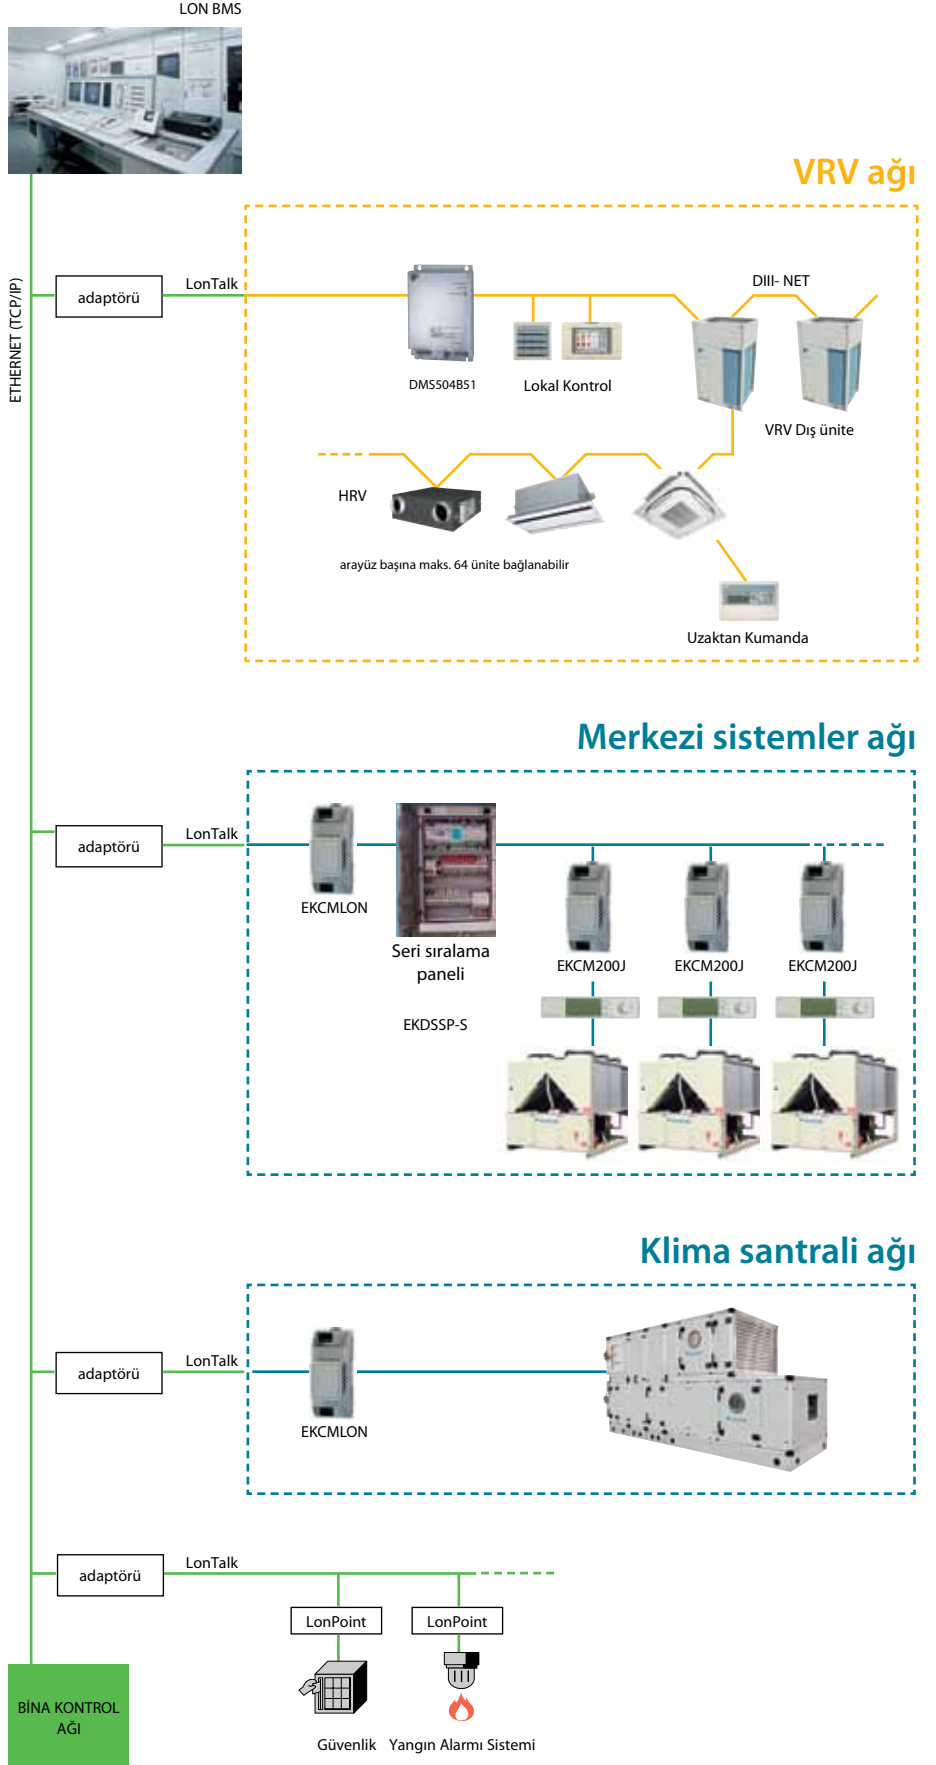 LON BMS
VRV ağı
ETHERNET (TCP/IP)
adaptörü
LonTalk
DIII- NET
DMS504B51
Lokal Kontrol
VRV Dış ünite
HRV
arayüz başına maks. 64 ünite bağlanabilir
Uzaktan Kumanda
Merkezi sistemler ağı
adaptörü
LonTalk
EKCMLON
Seri sıralama
paneli
EKDSSP-S
EKCM200J
EKCM200J
EKCM200J
Klima santrali ağı
adaptörü
LonTalk
EKCMLON
adaptörü
LonTalk
LonPoint
LonPoint
BİNA KONTROL
AĞI
Güvenlik
Yangın Alarmı Sistemi